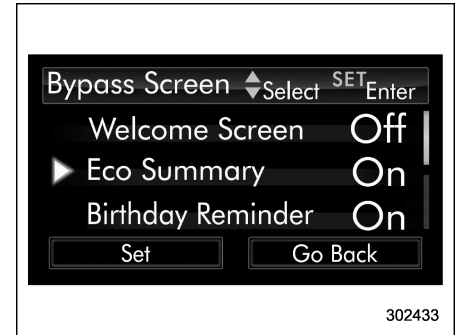 Bypass Screen Select SET Enter
Welcome Screen Off
Eco Summary On
Birthday Reminder On
Set Go Back
302433